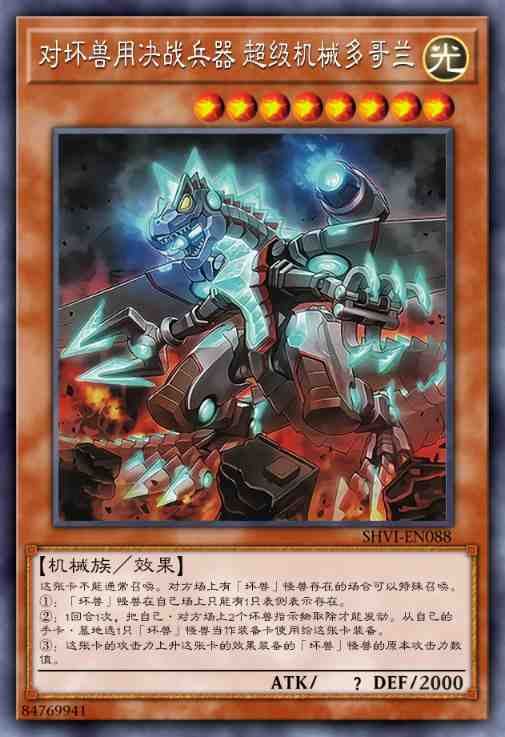 对坏兽用决战兵器 超级机械多哥兰
光
SHVI-EN088
【机械族／效果】
这张卡不能通常召唤。对方场上有「坏兽」怪兽存在的场合可以特殊召唤。
①：「坏兽」怪兽在自己场上只能有1只表侧表示存在。
②：1回合1次，把自己·对方场上2个坏兽指示物取除才能发动。从自己的
手卡·墓地选1只「坏兽」怪兽当作装备卡使用给这张卡装备。
③：这张卡的攻击力上升这张卡的效果装备的「坏兽」怪兽的原本攻击力数
值。
ATK/ ? DEF/2000
84769941